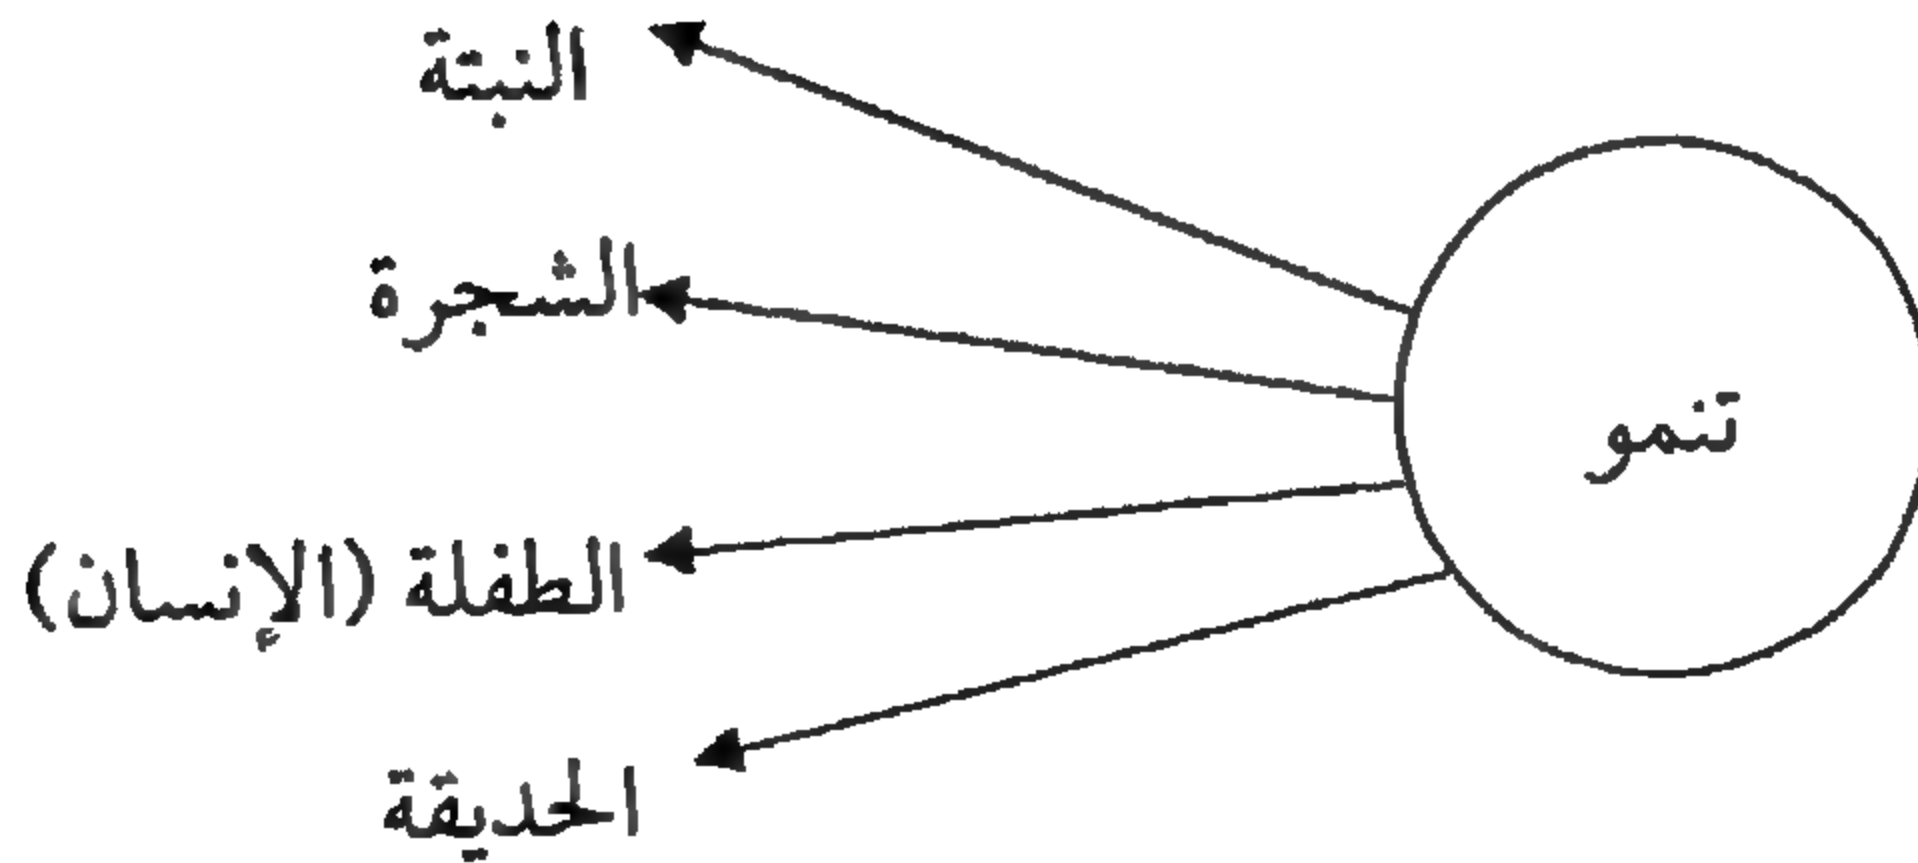 النبتة
الشجرة
تنمو
الطفلة (الإنسان)
الحديقة